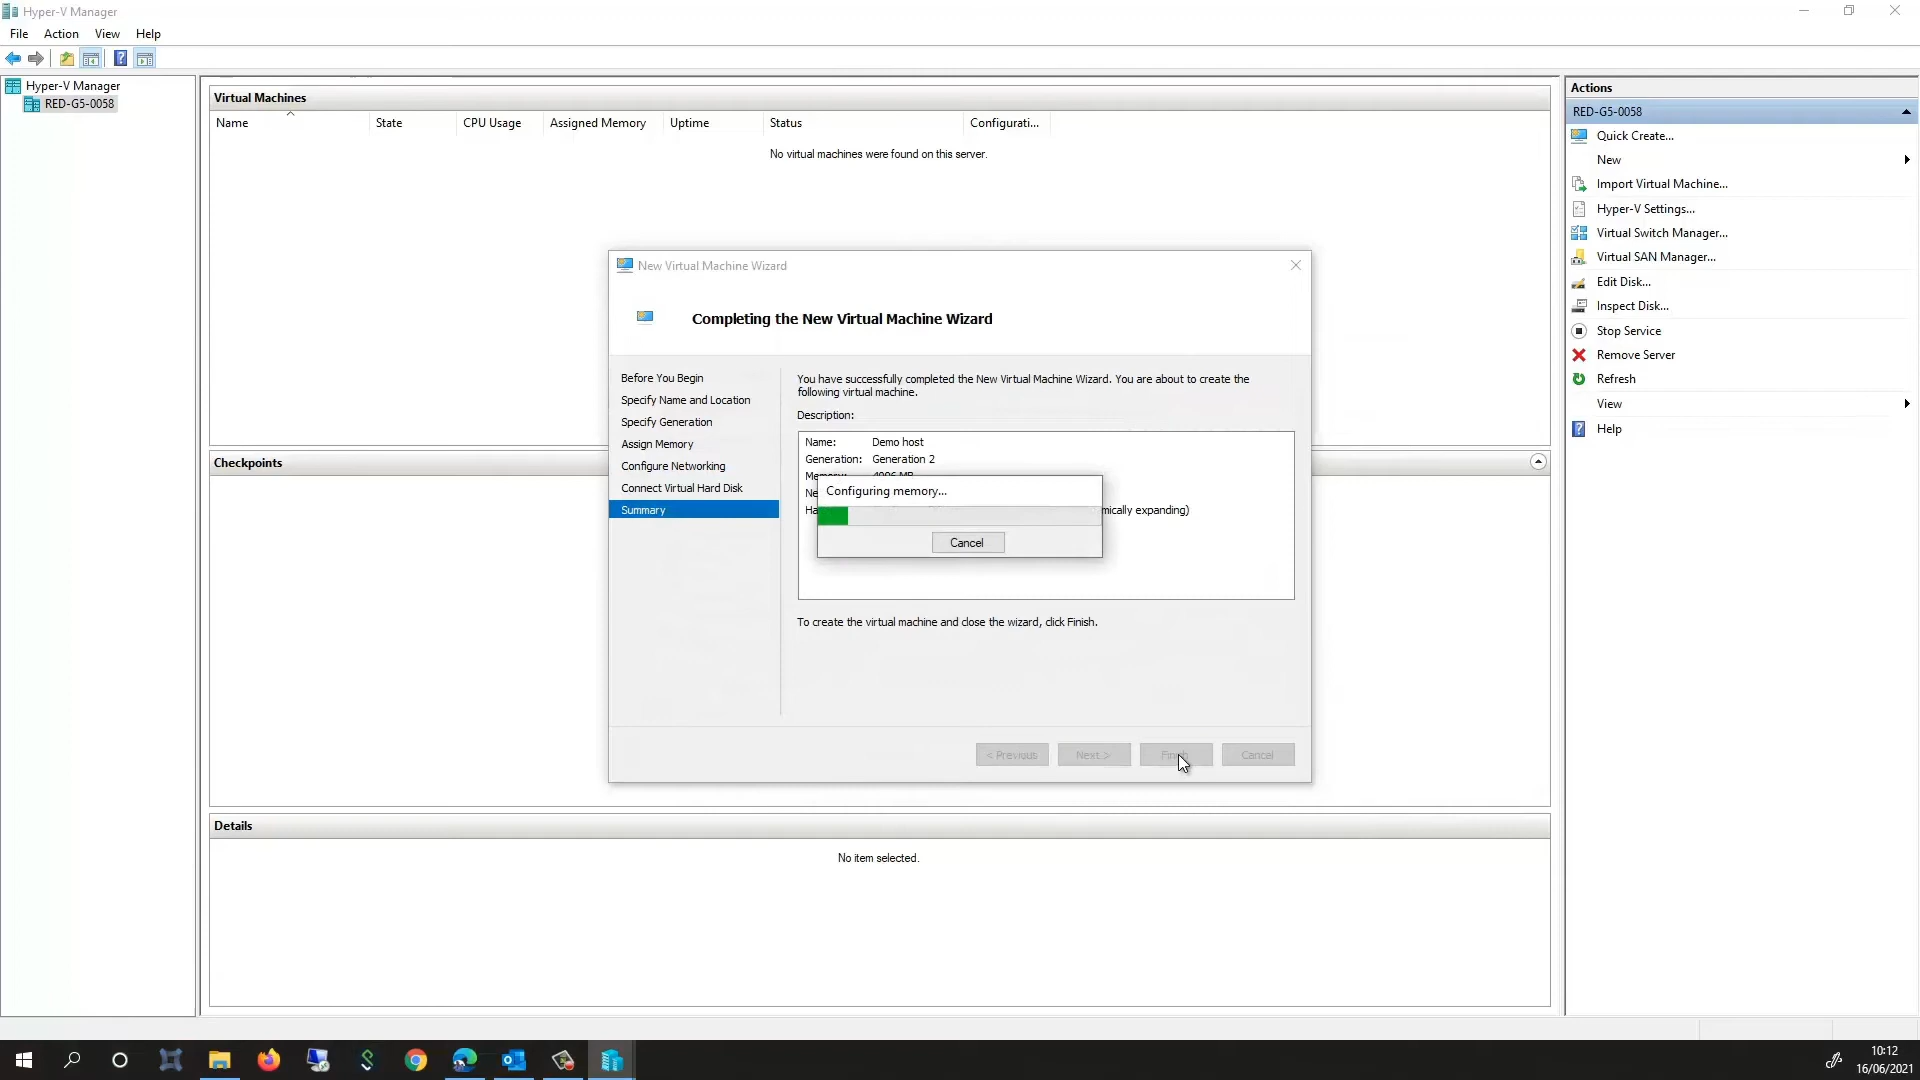 Hyper-V Manager
File Action View Help
Hyper-V Manager
RED-G5-0058
Virtual Machines
Name State CPU Usage Assigned Memory Uptime Status Configurati...
No virtual machines were found on this server.
New Virtual Machine Wizard
Completing the New Virtual Machine Wizard
Before You Begin
Specify Name and Location
Specify Generation
Assign Memory
Configure Networking
Connect Virtual Hard Disk
Summary
You have successfully completed the New Virtual Machine Wizard. You are about to create the
following virtual machine.
Description:
Name: Demo host
Generation: Generation 2
Configuring memory...
mically expanding)
Cancel
To create the virtual machine and close the wizard, click Finish.
< Previous Next > Cancel
Checkpoints
Details
No item selected.
Actions
RED-G5-0058
Quick Create...
New
Import Virtual Machine...
Hyper-V Settings...
Virtual Switch Manager...
Virtual SAN Manager...
Edit Disk...
Inspect Disk...
Stop Service
Remove Server
Refresh
View
Help
10:12
16/06/2021